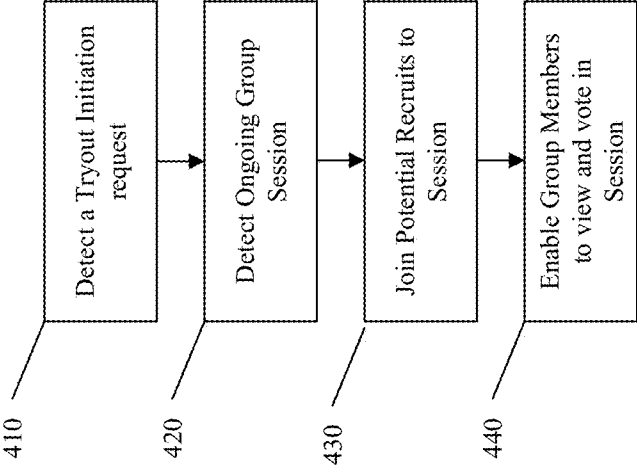 410
Detect a Tryout Initiation
request
420
Detect Ongoing Group
Session
430
Join Potential Recruits to
Session
440
Enable Group Members
to view and vote in
Session